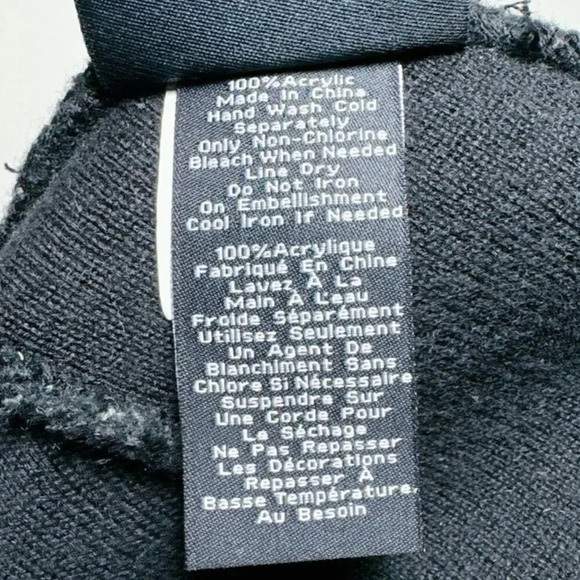 100% Acrylic
Made In China
Hand Wash Cold
Separately
Only Non-Chlorine
Bleach When Needed
Line Dry
Do Not Iron
On Embellishment
Cool Iron If Needed
100% Acrylique
Fabriqué En Chine
Lavez À La
Main À L'eau
Froide Séparément
Utilisez Seulement
Un Agent De
Blanchiment Sans
Chlore Si Nécessaire
Suspendre Sur
Une Corde Pour
Le Séchage
Ne Pas Repasser
Les Décorations
Repasser À
Basse Température,
Au Besoin